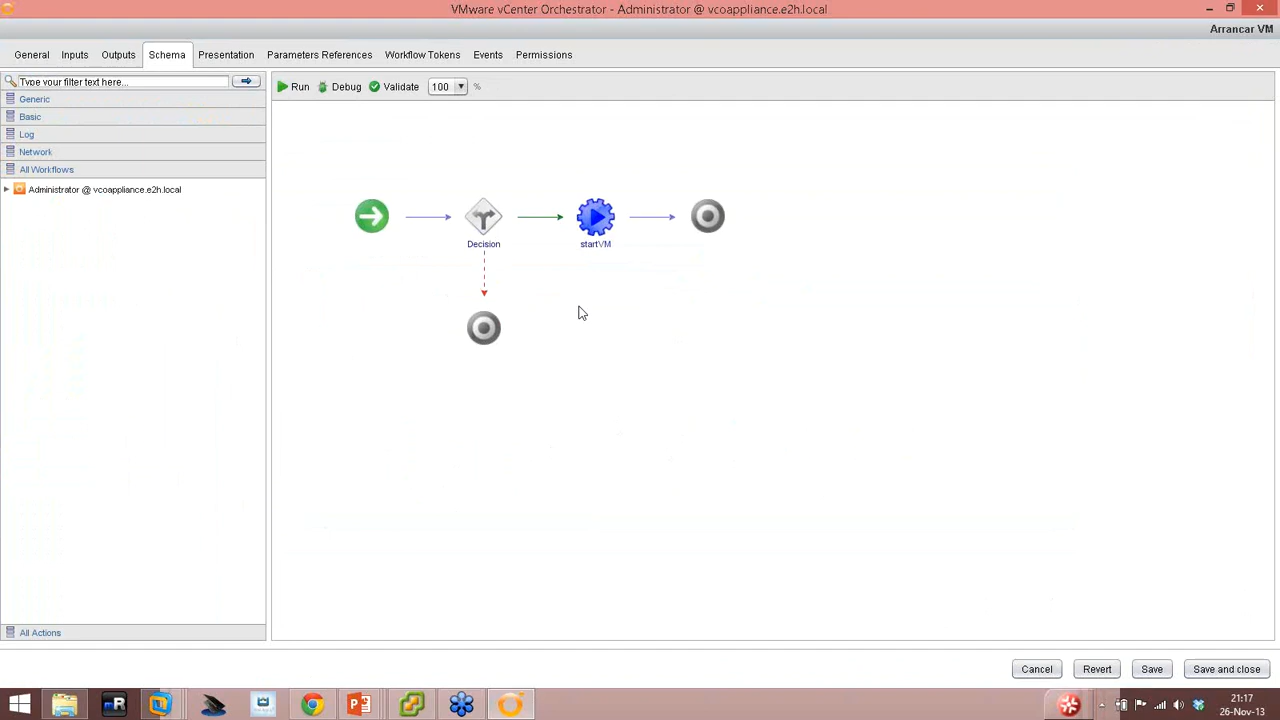 VMware vCenter Orchestrator - Administrator @ vcoappliance.e2h.local
Arrancar VM
General Inputs Outputs Schema Presentation Parameters References Workflow Tokens Events Permissions
Type your filter text here...
Run Debug Validate 100 %
Generic
Basic
Log
Network
All Workflows
Administrator @ vcoappliance.e2h.local
Decision
startVM
All Actions
Cancel Revert Save Save and close
21:17
26-Nov-13